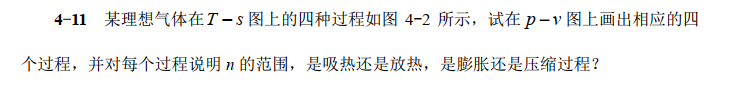 4-11 某理想气体在 T－s 图上的四种过程如图 4-2 所示，试在 p－v 图上画出相应的四
个过程，并对每个过程说明 n 的范围，是吸热还是放热，是膨胀还是压缩过程？